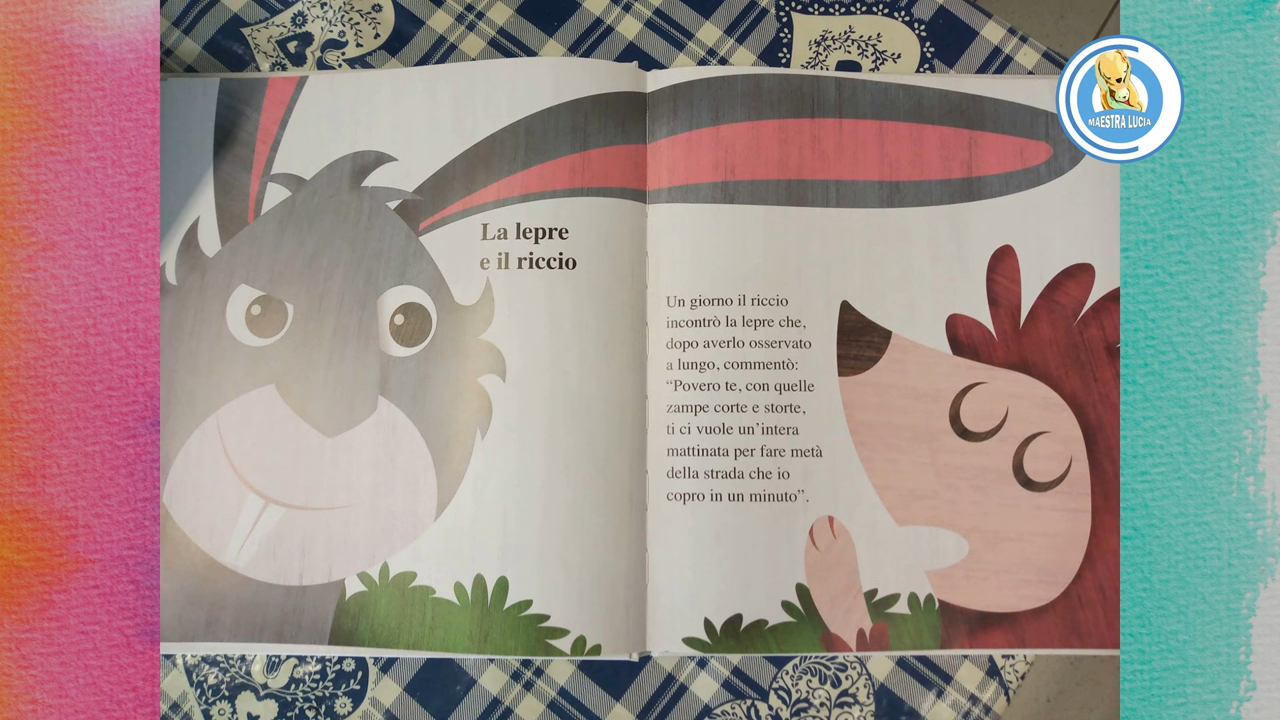 La lepre
e il riccio
Un giorno il riccio
incontrò la lepre che,
dopo averlo osservato
a lungo, commentò:
“Povero te, con quelle
zampe corte e storte,
ti ci vuole un’intera
mattinata per fare metà
della strada che io
copro in un minuto”.
MAESTRA LUCIA